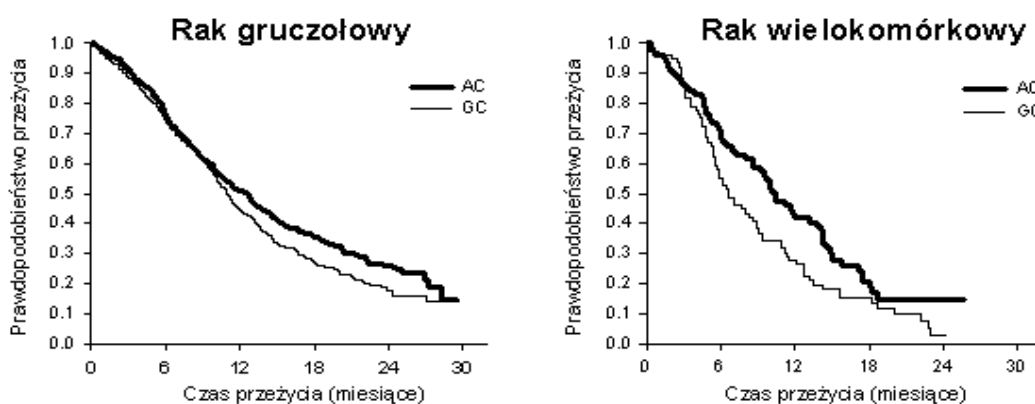 Rak gruczołowy
Prawdopodobieństwo przeżycia
1.0
0.9
0.8
0.7
0.6
0.5
0.4
0.3
0.2
0.1
0.0
AC
GC
0 6 12 18 24 30
Czas przeżycia (miesiące)
Rak wielokomórkowy
Prawdopodobieństwo przeżycia
1.0
0.9
0.8
0.7
0.6
0.5
0.4
0.3
0.2
0.1
0.0
AC
GC
0 6 12 18 24 30
Czas przeżycia (miesiące)